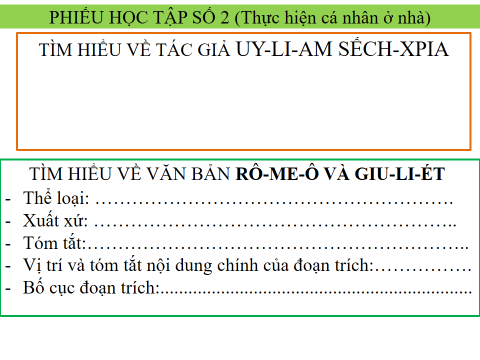 PHIẾU HỌC TẬP SỐ 2 (Thực hiện cá nhân ở nhà)
TÌM HIỂU VỀ TÁC GIẢ UY-LI-AM SẾCH-XPIA
TÌM HIỂU VỀ VĂN BẢN RÔ-ME-Ô VÀ GIU-LI-ÉT
- Thể loại: ……………………………………………….
- Xuất xứ: ………………………………………………..
- Tóm tắt:…………………………………………………..
- Vị trí và tóm tắt nội dung chính của đoạn trích:…………….
- Bố cục đoạn trích:..................................................................